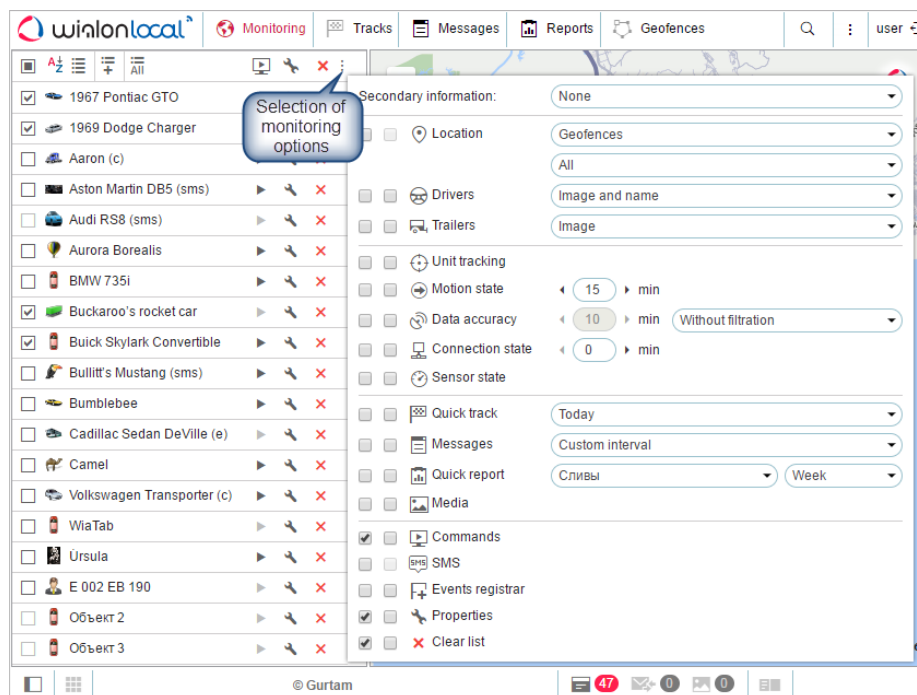 wialonlocal
Monitoring
Tracks
Messages
Reports
Geofences
user
AZ
All
Selection of
monitoring
options
1967 Pontiac GTO
1969 Dodge Charger
Aaron (c)
Aston Martin DB5 (sms)
Audi RS8 (sms)
Aurora Borealis
BMW 735i
Buckaroo's rocket car
Buick Skylark Convertible
Bullitt's Mustang (sms)
Bumblebee
Cadillac Sedan DeVille (e)
Camel
Volkswagen Transporter (c)
WiaTab
Úrsula
E 002 EB 190
Объект 2
Объект 3
Secondary information: None
Location Geofences
All
Drivers Image and name
Trailers Image
Unit tracking
Motion state 15 min
Data accuracy 10 min Without filtration
Connection state 0 min
Sensor state
Quick track Today
Messages Custom interval
Quick report Сливы Week
Media
Commands
SMS SMS
Events registrar
Properties
Clear list
© Gurtam
47 0 0